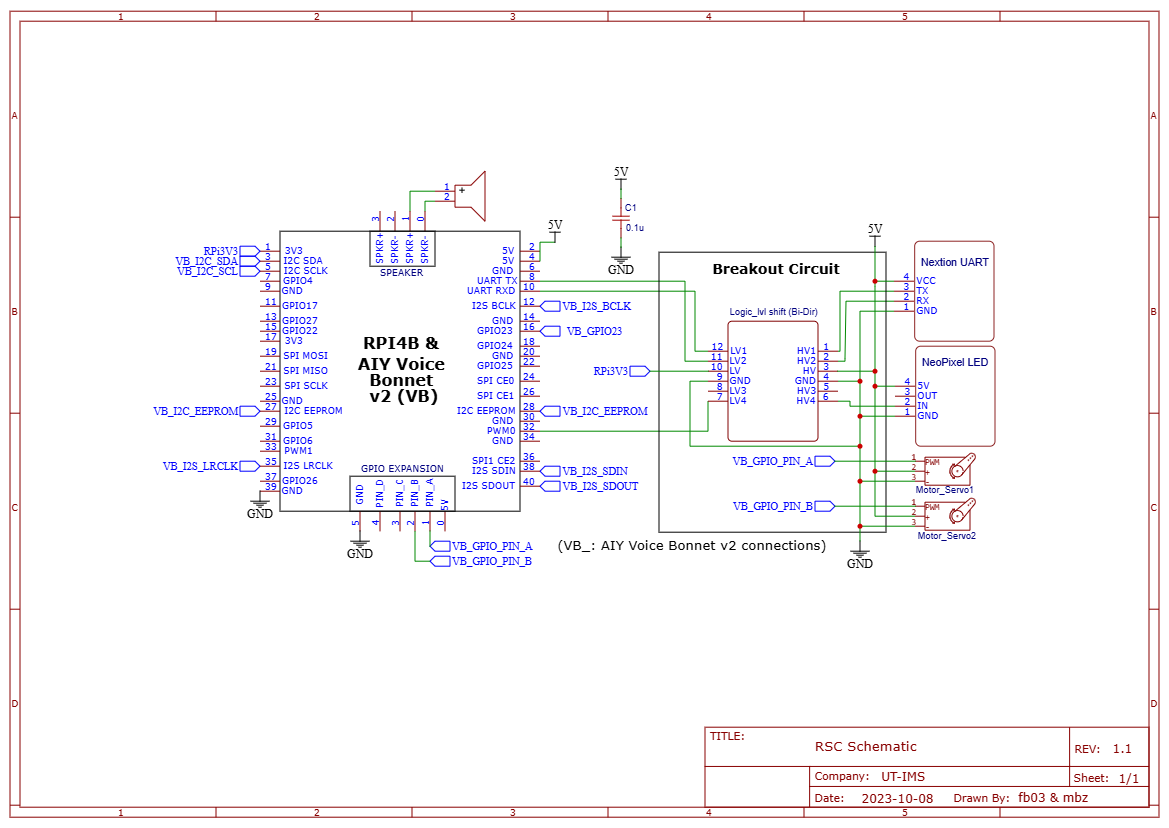 1 2 3 4 5
A A
B B
C C
D D
1 2 3 4 5
1
2
+
3 2 1 0
SPKR+ SPKR- SPKR+ SPKR-
SPEAKER
RPi3V3 1 3V3
VB_I2C_SDA 3 I2C SDA
VB_I2C_SCL 5 I2C SCLK
7 GPIO4
9 GND
11 GPIO17
13 GPIO27
15 GPIO22
17 3V3
19 SPI MOSI
21 SPI MISO
23 SPI SCLK
25 GND
VB_I2C_EEPROM 27 I2C EEPROM
29 GPIO5
31 GPIO6
33 PWM1
VB_I2S_LRCLK 35 I2S LRCLK
37 GPIO26
39 GND
GND
RPI4B &
AIY Voice
Bonnet
v2 (VB)
5V
5V 2
5V 4
GND 6
UART TX 8
UART RXD 10
I2S BCLK 12 VB_I2S_BCLK
GND 14
GPIO23 16 VB_GPIO23
GPIO24 18
GND 20
GPIO25 22
SPI CE0 24
SPI CE1 26
I2C EEPROM 28 VB_I2C_EEPROM
GND 30
PWM0 32
GND 34
SPI1 CE2 36
I2S SDIN 38 VB_I2S_SDIN
I2S SDOUT 40 VB_I2S_SDOUT
GPIO EXPANSION
GND PIN_D PIN_C PIN_B PIN_A 5V
5 4 3 2 1 0
GND
VB_GPIO_PIN_A
VB_GPIO_PIN_B
5V
C1
0.1u
GND
(VB_: AIY Voice Bonnet v2 connections)
5V
Breakout Circuit
Logic_lvl shift (Bi-Dir)
RPi3V3
12 LV1 HV1 1
11 LV2 HV2 2
10 LV HV 3
9 GND GND 4
8 LV3 HV3 5
7 LV4 HV4 6
VB_GPIO_PIN_A
VB_GPIO_PIN_B
GND
Nextion UART
4 VCC
3 TX
2 RX
1 GND
NeoPixel LED
4 5V
3 OUT
2 IN
1 GND
1 PWM
2 +
3 -
Motor_Servo1
1 PWM
2 +
3 -
Motor_Servo2
TITLE:
RSC Schematic
REV: 1.1
Company: UT-IMS
Sheet: 1/1
Date: 2023-10-08 Drawn By: fb03 & mbz